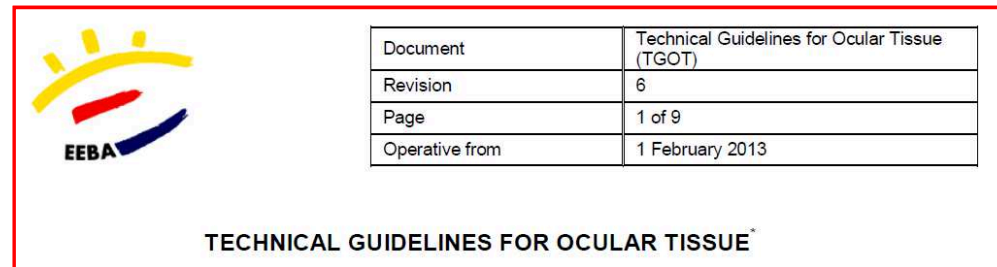 EEBA
Document Technical Guidelines for Ocular Tissue
(TGOT)
Revision 6
Page 1 of 9
Operative from 1 February 2013
TECHNICAL GUIDELINES FOR OCULAR TISSUE*